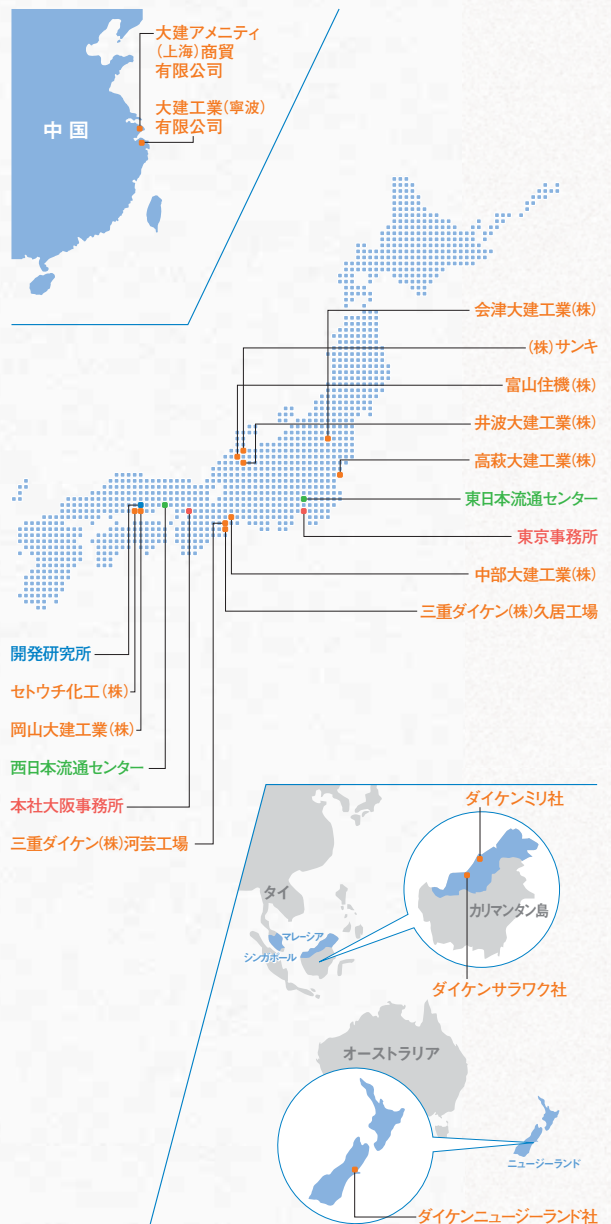 大建アメニティ
(上海)商貿
有限公司
大建工業(寧波)
有限公司
中国
会津大建工業(株)
(株)サンキ
富山住機(株)
井波大建工業(株)
高萩大建工業(株)
東日本流通センター
東京事務所
中部大建工業(株)
三重ダイケン(株)久居工場
開発研究所
セトウチ化工(株)
岡山大建工業(株)
西日本流通センター
本社大阪事務所
三重ダイケン(株)河芸工場
ダイケンミリ社
タイ
カリマンタン島
マレーシア
シンガポール
ダイケンサラワク社
オーストラリア
ニュージーランド
ダイケンニュージーランド社